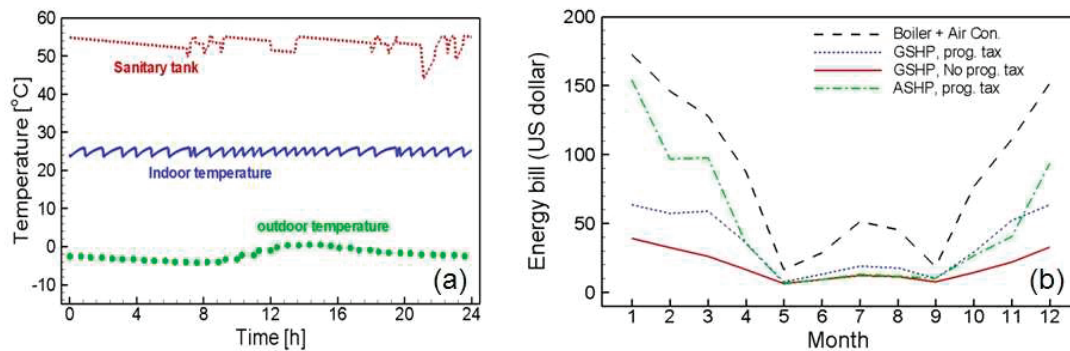 60
50
40
30
20
10
0
-10
Temperature [°C]
Sanitary tank
Indoor temperature
outdoor temperature
(a)
0 4 8 12 16 20 24
Time [h]
200
150
100
50
0
Energy bill (US dollar)
Boiler + Air Con.
GSHP, prog. tax
GSHP, No prog. tax
ASHP, prog. tax
(b)
1 2 3 4 5 6 7 8 9 10 11 12
Month